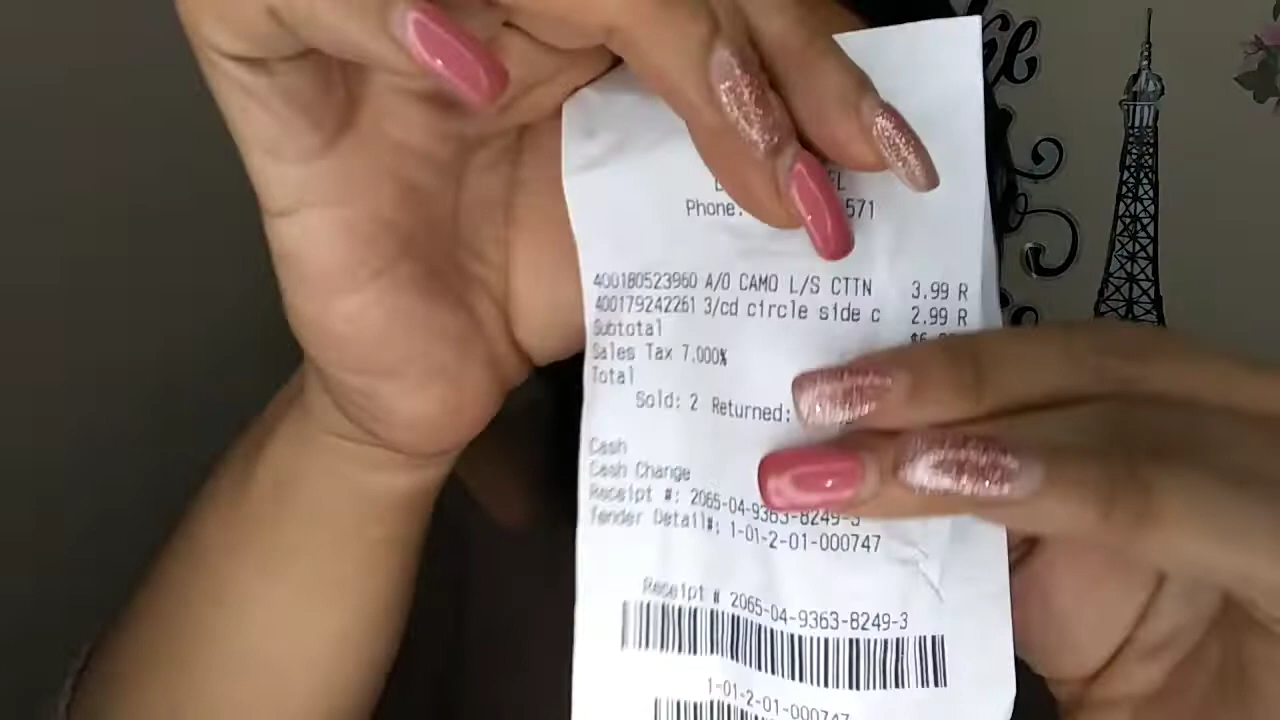 Phone: 571
400180523960 A/O CAMO L/S CTTN 3.99 R
400179242261 3/cd circle side c 2.99 R
Subtotal
Sales Tax 7.000%
Total
Sold: 2 Returned:
Cash
Cash Change
Receipt #: 2065-04-9363-8249-3
Tender Detail#: 1-01-2-01-000747
Receipt # 2065-04-9363-8249-3
1-01-2-01-000747